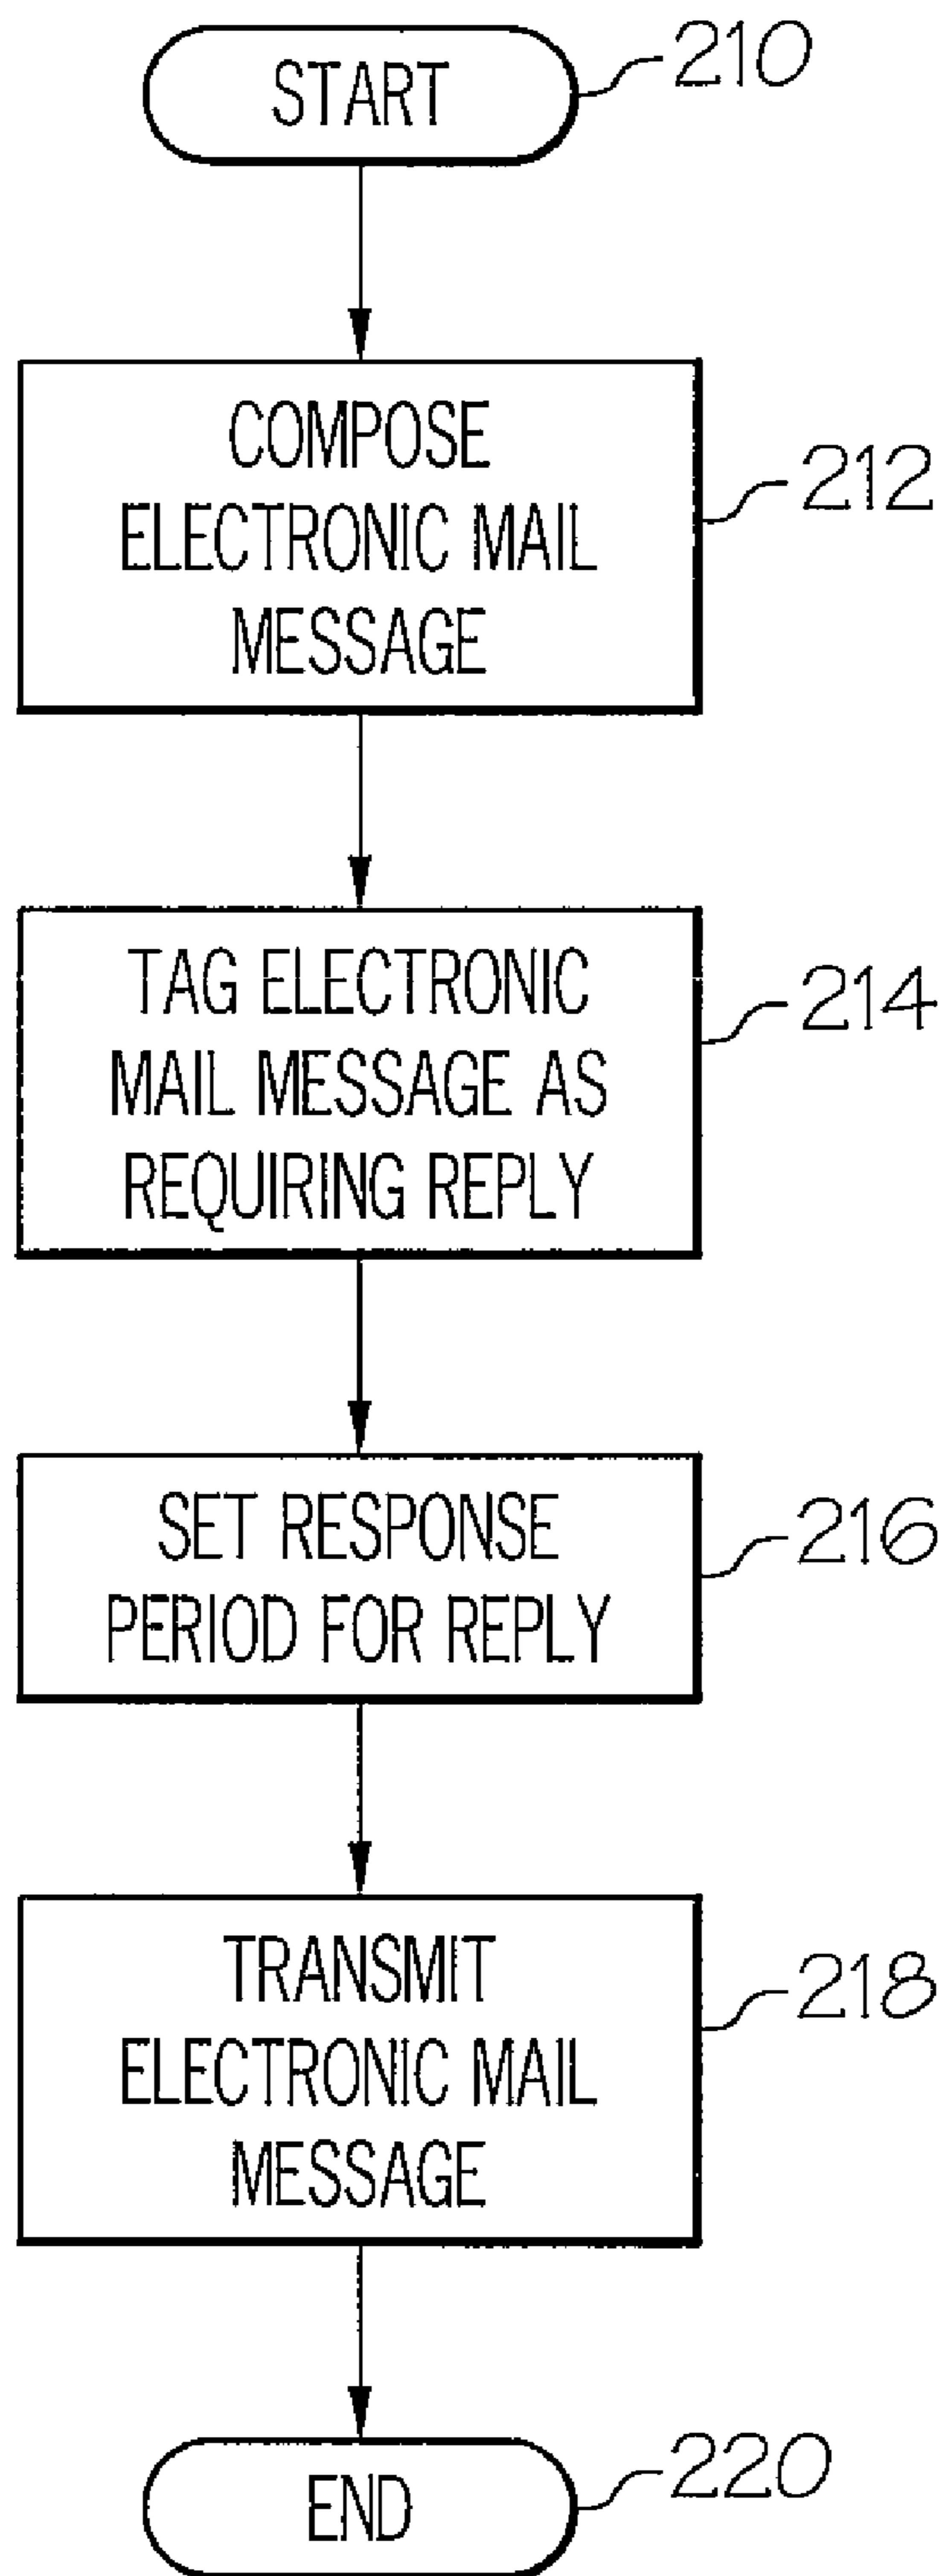 START
210
COMPOSE
ELECTRONIC MAIL
MESSAGE
212
TAG ELECTRONIC
MAIL MESSAGE AS
REQUIRING REPLY
214
SET RESPONSE
PERIOD FOR REPLY
216
TRANSMIT
ELECTRONIC MAIL
MESSAGE
218
END
220